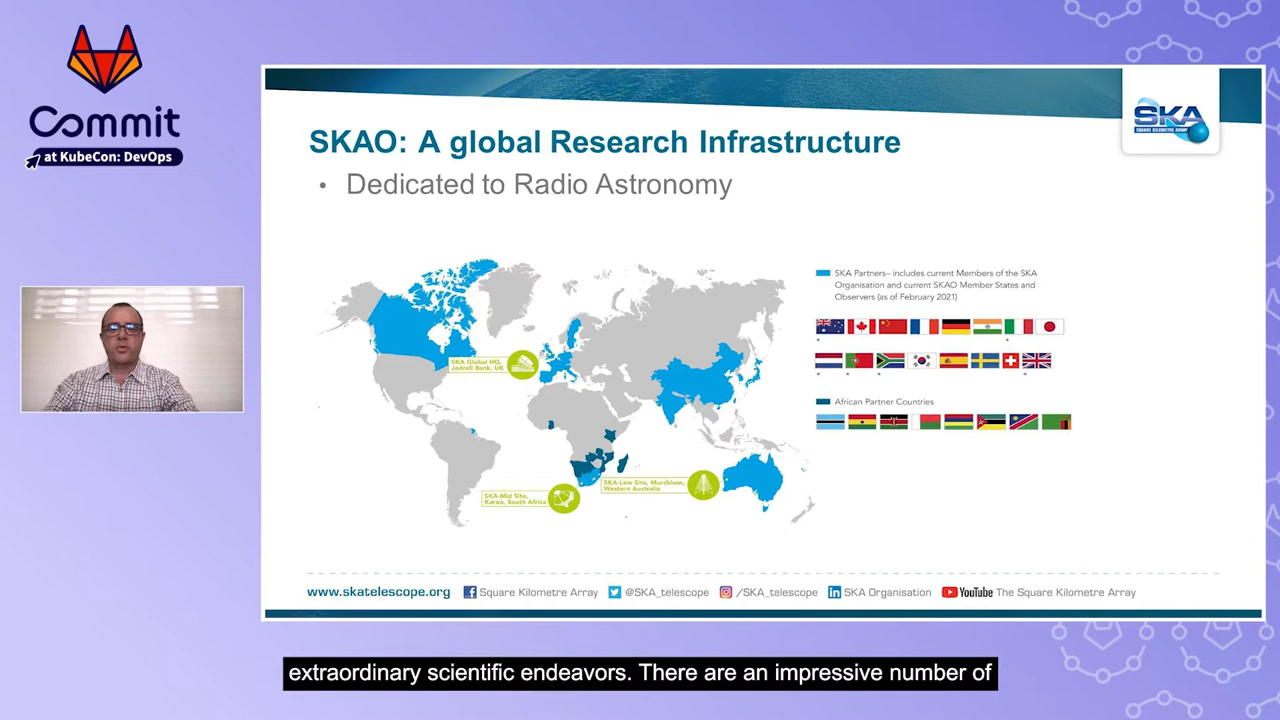 Commit
at KubeCon: DevOps
SKA
SQUARE KILOMETRE ARRAY
SKAO: A global Research Infrastructure
• Dedicated to Radio Astronomy
SKA Partners– includes current Members of the SKA
Organisation and current SKAO Member States and
Observers (as of February 2021)
African Partner Countries
SKA Global HQ,
Jodrell Bank, UK
SKA-Mid Site,
Karoo, South Africa
SKA-Low Site, Murchison,
Western Australia
www.skatelescope.org
Square Kilometre Array
@SKA_telescope
/SKA_telescope
SKA Organisation
YouTube The Square Kilometre Array
extraordinary scientific endeavors. There are an impressive number of